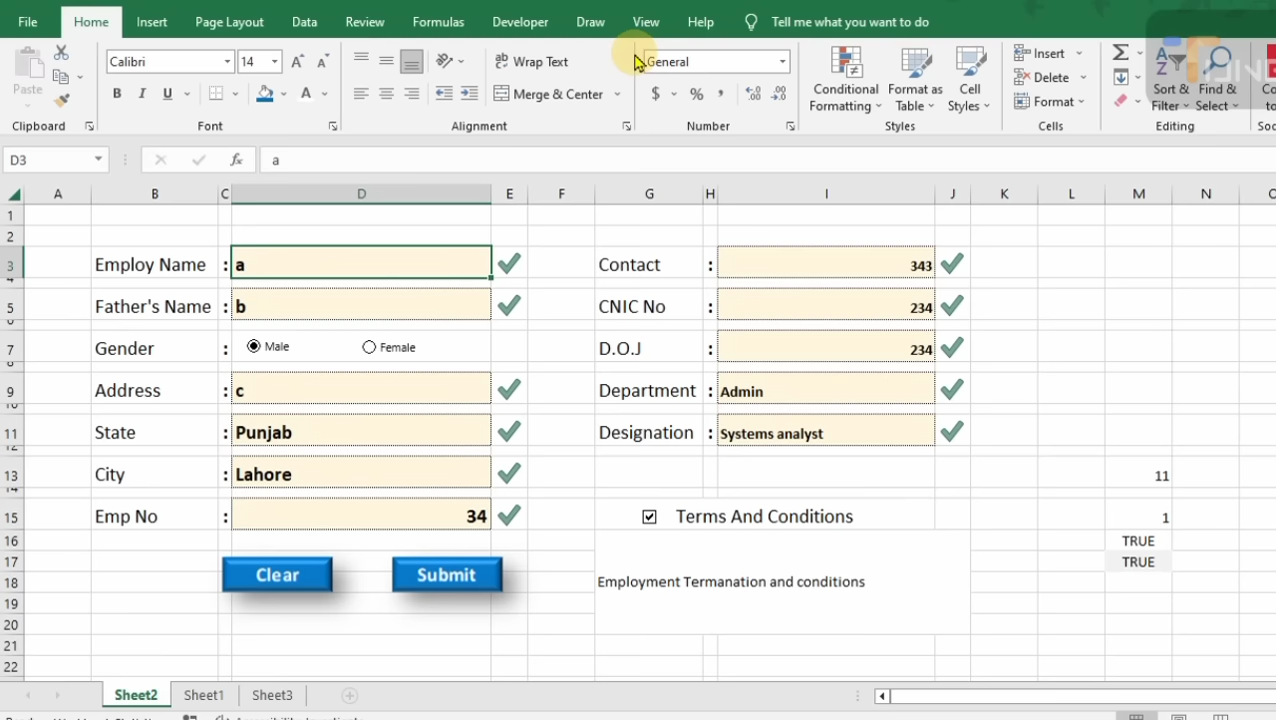 File Home Insert Page Layout Data Review Formulas Developer Draw View Help Tell me what you want to do
Paste Calibri 14 A A Wrap Text General Conditional Formatting Format as Table Cell Styles Insert Delete Format Sort & Filter Find & Select
B I U A Merge & Center $ % ,
Clipboard Font Alignment Number Styles Cells Editing
D3 fx a
A B C D E F G H I J K L M N
1
2
3 Employ Name : a Contact : 343
5 Father's Name : b CNIC No : 234
7 Gender : Male Female D.O.J : 234
9 Address : c Department : Admin
11 State : Punjab Designation : Systems analyst
13 City : Lahore 11
15 Emp No : 34 Terms And Conditions 1
16 TRUE
17 TRUE
18 Clear Submit Employment Termanation and conditions
19
20
21
22
Sheet2 Sheet1 Sheet3